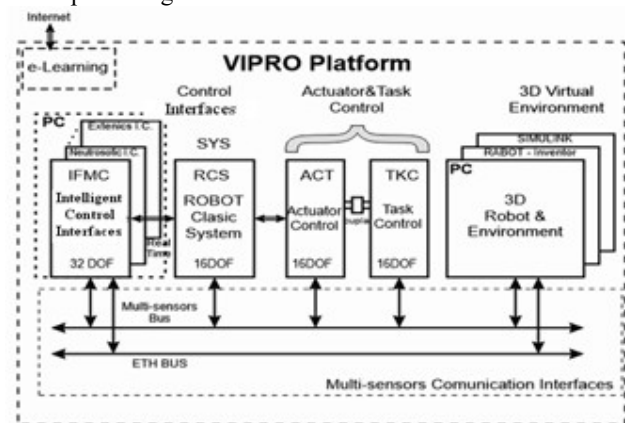 Internet
e-Learning
VIPRO Platform
Control
Interfaces
Actuator&Task
Control
3D Virtual
Environment
PC
Extenics I.C.
Neutrosofic I.C.
IFMC
Intelligent
Control
Interfaces
32 DOF
Real
Time
SYS
RCS
ROBOT
Clasic
System
16DOF
ACT
Actuator
Control
16DOF
TKC
Task
Control
16DOF
SIMULINK
RABOT - Inventor
PC
3D
Robot &
Environment
Multi-sensors
Bus
ETH BUS
Multi-sensors Comunication Interfaces